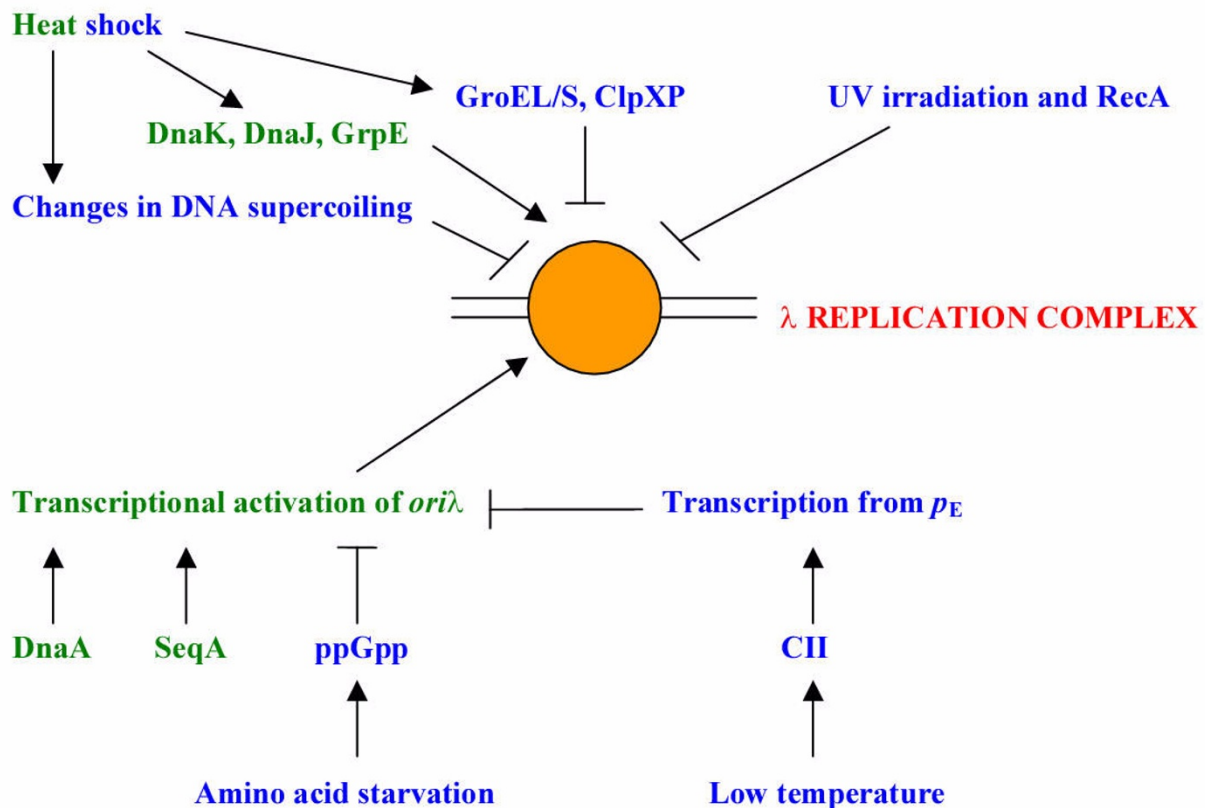 Heat shock
GroEL/S, ClpXP
UV irradiation and RecA
DnaK, DnaJ, GrpE
Changes in DNA supercoiling
λ REPLICATION COMPLEX
Transcriptional activation of oriλ
Transcription from pE
DnaA
SeqA
ppGpp
CII
Amino acid starvation
Low temperature